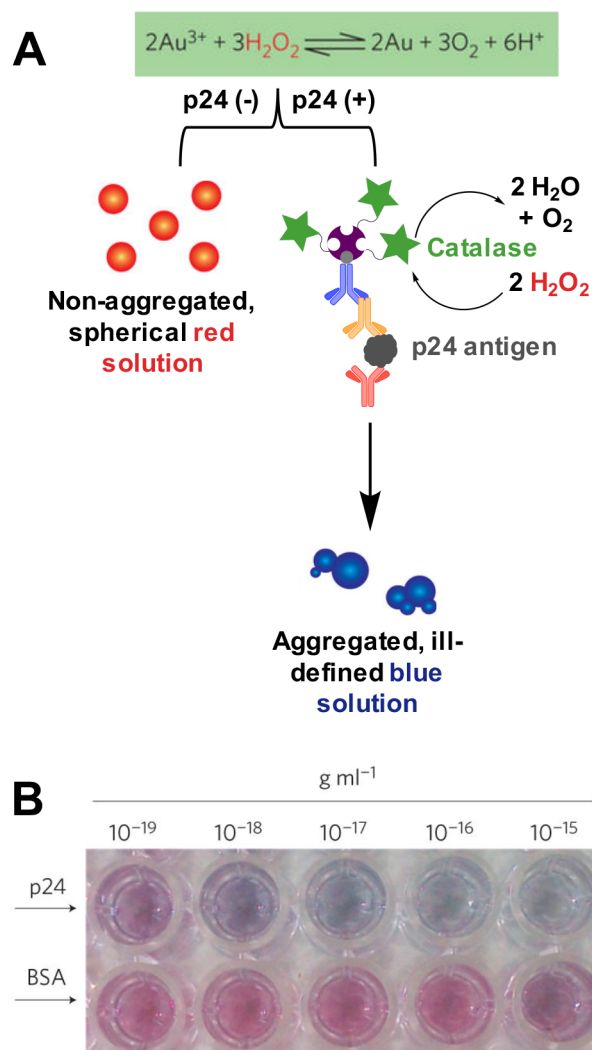 A
2Au³⁺ + 3H₂O₂ ⇌ 2Au + 3O₂ + 6H⁺
p24 (-) p24 (+)
2 H₂O
+ O₂
Catalase
2 H₂O₂
Non-aggregated,
spherical red
solution
p24 antigen
Aggregated, ill-
defined blue
solution
B
g ml⁻¹
10⁻¹⁹ 10⁻¹⁸ 10⁻¹⁷ 10⁻¹⁶ 10⁻¹⁵
p24
BSA